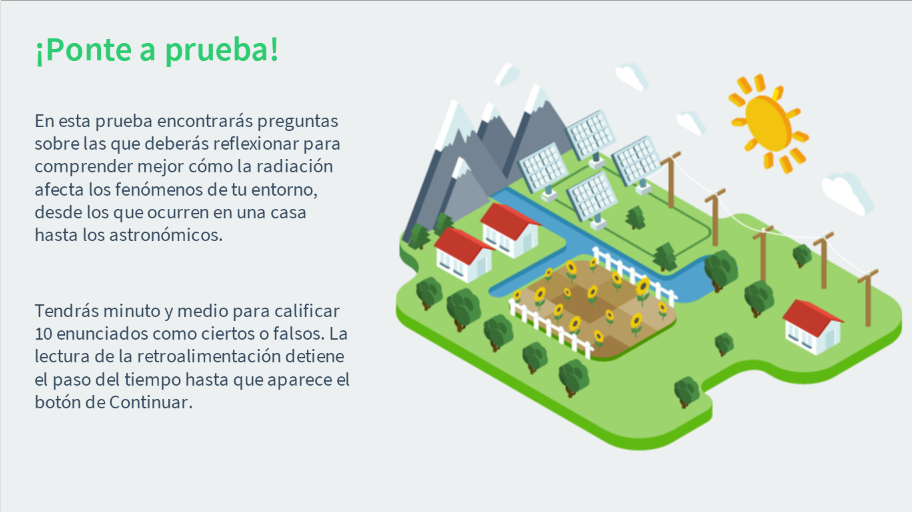 ¡Ponte a prueba!
En esta prueba encontrarás preguntas
sobre las que deberás reflexionar para
comprender mejor cómo la radiación
afecta los fenómenos de tu entorno,
desde los que ocurren en una casa
hasta los astronómicos.
Tendrás minuto y medio para calificar
10 enunciados como ciertos o falsos. La
lectura de la retroalimentación detiene
el paso del tiempo hasta que aparece el
botón de Continuar.